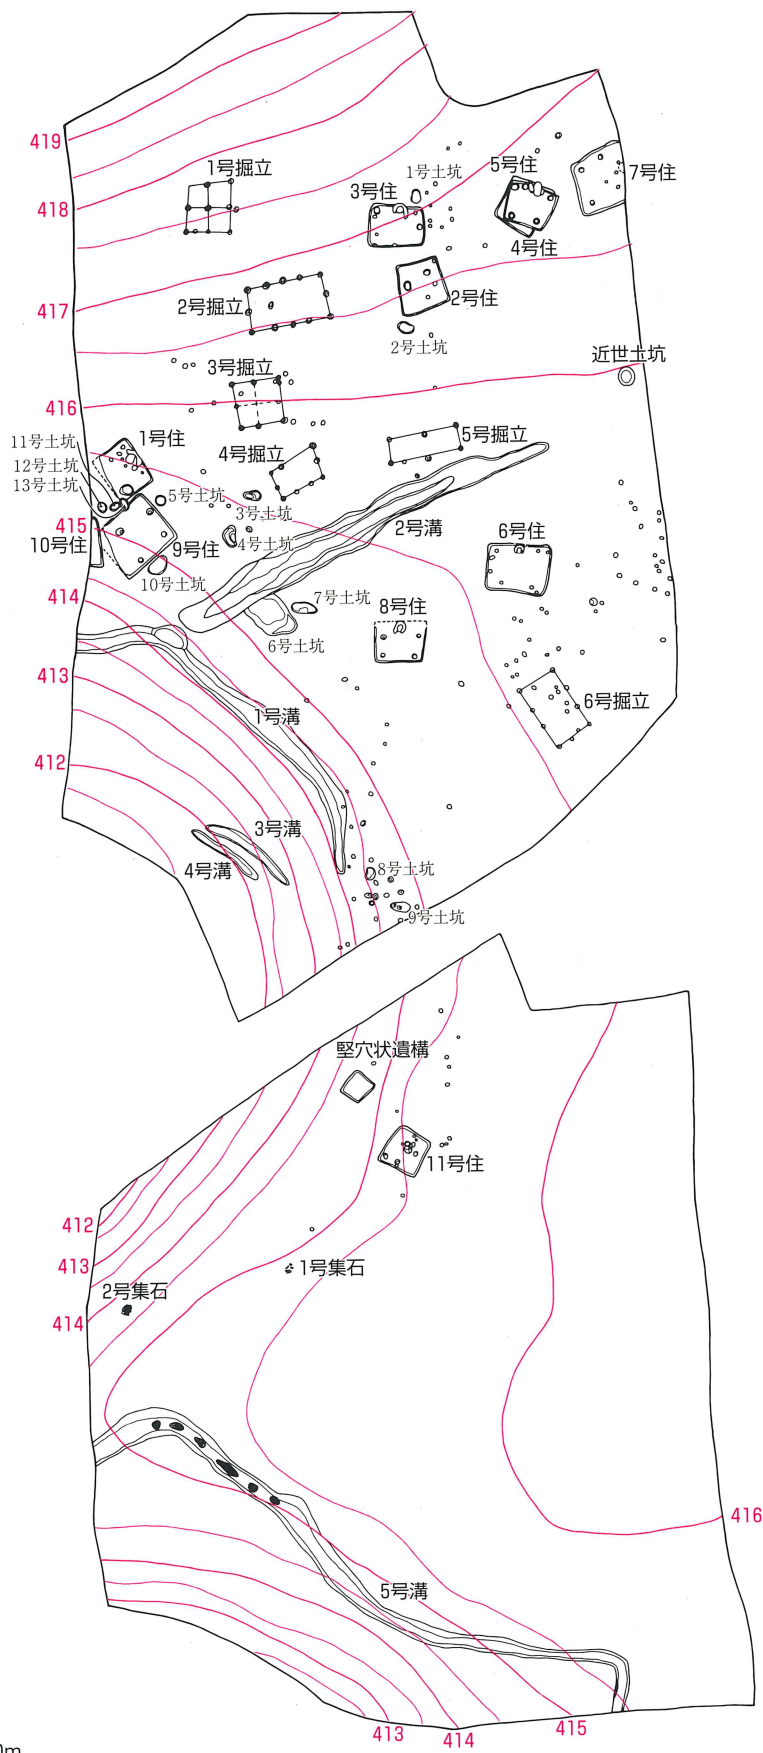 419
1号掘立
5号住
1号土坑
7号住
3号住
418
4号住
2号掘立
2号住
417
2号土坑
近世土坑
3号掘立
416
11号土坑
1号住
5号掘立
12号土坑
4号掘立
13号土坑
5号土坑
3号土坑
415
2号溝
6号住
10号住
9号住
4号土坑
10号土坑
414
7号土坑
8号住
6号土坑
413
6号掘立
1号溝
412
3号溝
4号溝
8号土坑
9号土坑
竪穴状遺構
11号住
412
413
1号集石
2号集石
414
416
5号溝
413
414
415
0m